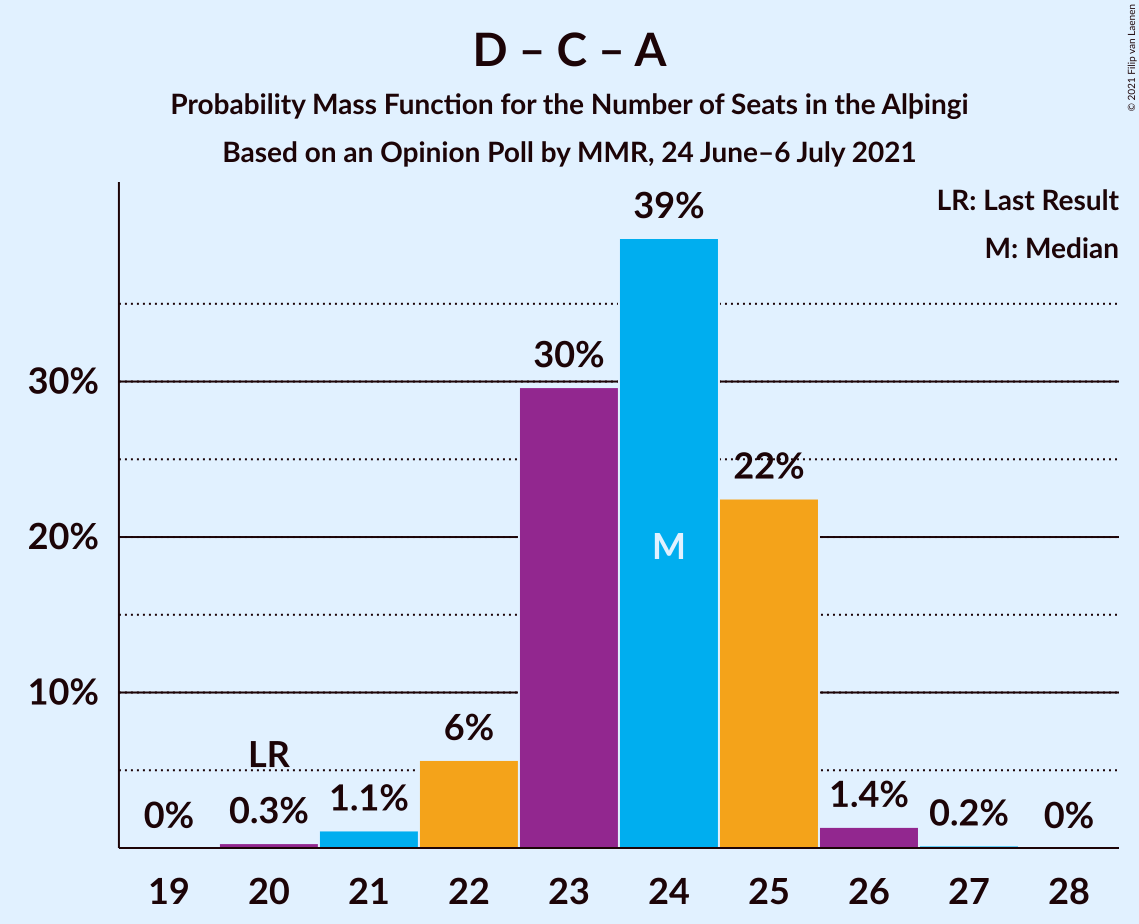 D – C – A
Probability Mass Function for the Number of Seats in the Alþingi
Based on an Opinion Poll by MMR, 24 June–6 July 2021
© 2021 Filip van Laenen
LR: Last Result
M: Median
30%
20%
10%
0%
LR
0.3%
1.1%
6%
30%
39%
M
22%
1.4%
0.2%
0%
19 20 21 22 23 24 25 26 27 28